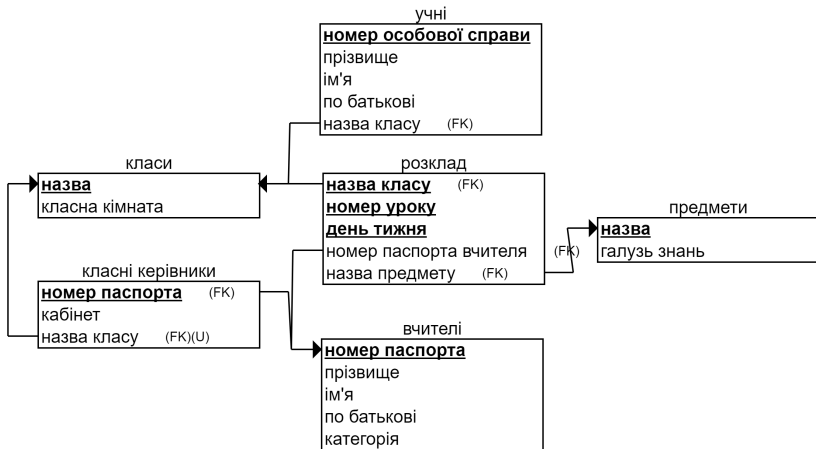 учні
номер особової справи
прізвище
ім'я
по батькові
назва класу (FK)
класи
назва
класна кімната
розклад
назва класу (FK)
номер уроку
день тижня
номер паспорта вчителя (FK)
назва предмету (FK)
предмети
назва
галузь знань
класні керівники
номер паспорта (FK)
кабінет
назва класу (FK)(U)
вчителі
номер паспорта
прізвище
ім'я
по батькові
категорія